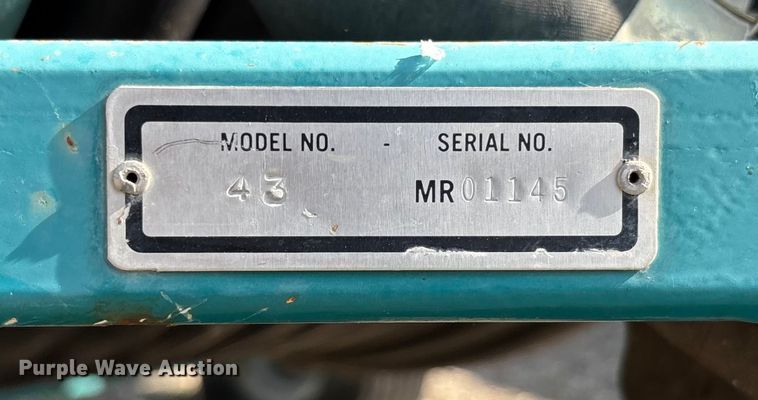 MODEL NO. - SERIAL NO.
43 MR01145
Purple Wave Auction